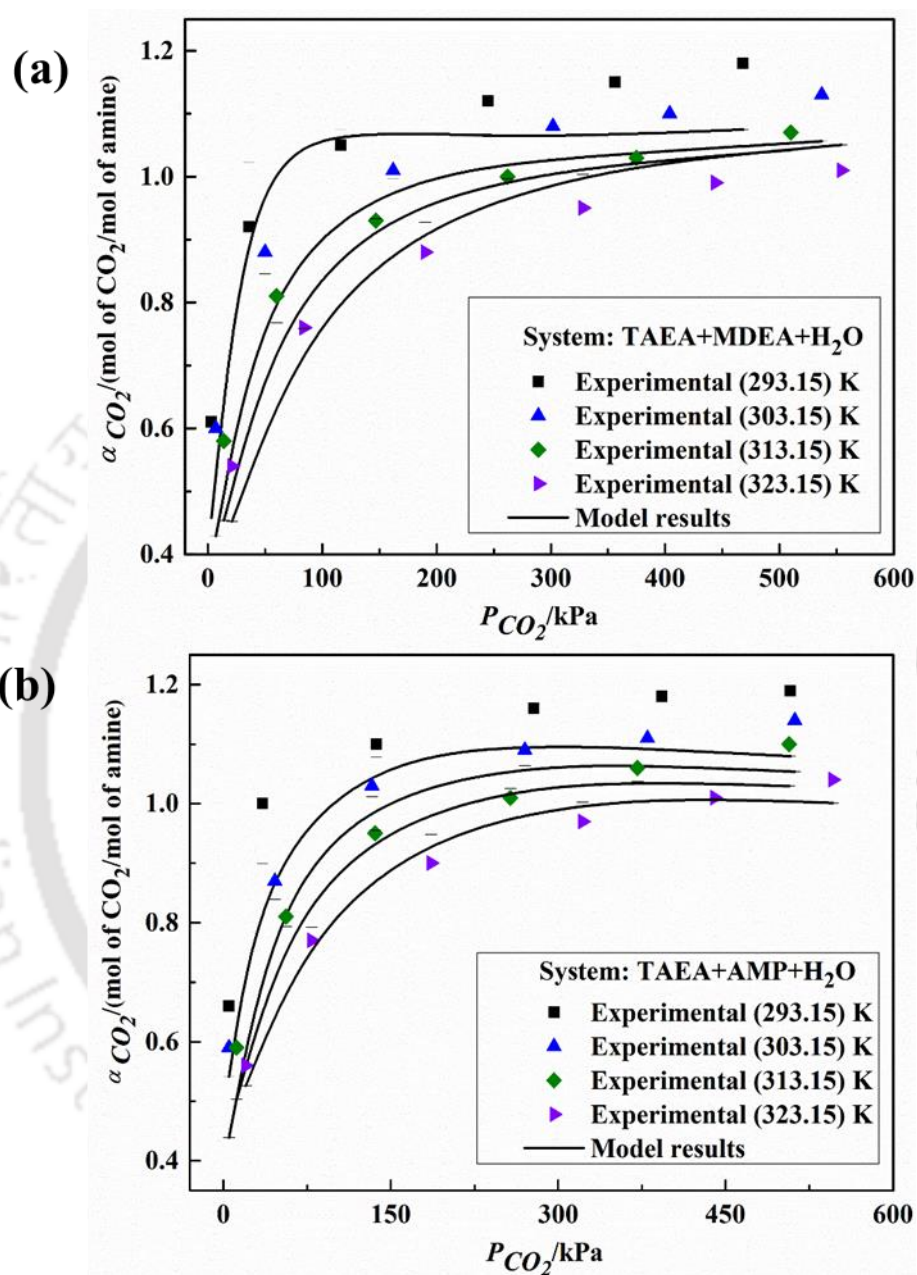 (a)
1.2
1.0
0.8
0.6
0.4
α CO2/(mol of CO2/mol of amine)
System: TAEA+MDEA+H2O
Experimental (293.15) K
Experimental (303.15) K
Experimental (313.15) K
Experimental (323.15) K
Model results
0 100 200 300 400 500 600
PCO2/kPa
(b)
1.2
1.0
0.8
0.6
0.4
α CO2/(mol of CO2/mol of amine)
System: TAEA+AMP+H2O
Experimental (293.15) K
Experimental (303.15) K
Experimental (313.15) K
Experimental (323.15) K
Model results
0 150 300 450 600
PCO2/kPa